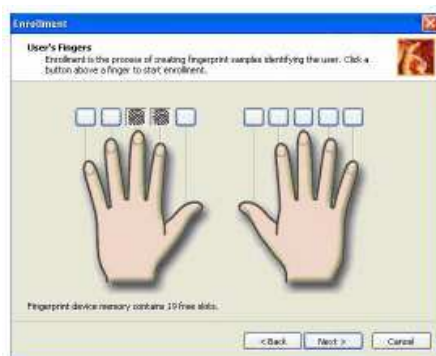 Enrollment
User's Fingers
Enrollment is the process of creating fingerprint samples identifying the user. Click a
button above a finger to start enrollment.
Fingerprint device memory contains 19 free slots.
< Back
Next >
Cancel